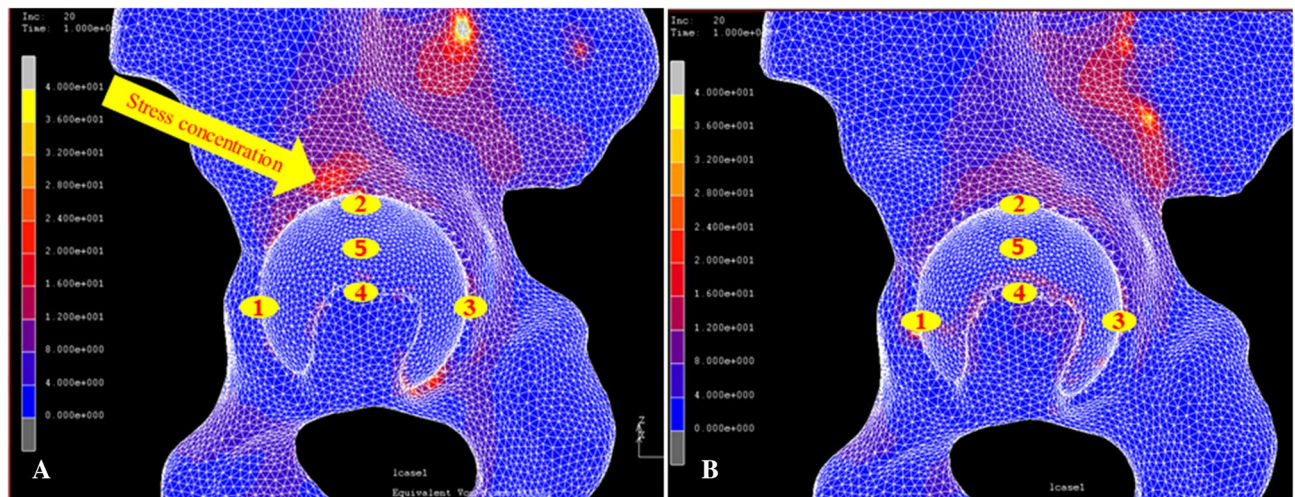 Inc: 20
Time: 1.000e+0
4.000e+001
3.600e+001
3.200e+001
2.800e+001
2.400e+001
2.000e+001
1.600e+001
1.200e+001
8.000e+000
4.000e+000
0.000e+000
Stress concentration
2
5
4
1
3
Z
lcase1
Equivalent
A
Inc: 20
Time: 1.000e+00
4.000e+001
3.600e+001
3.200e+001
2.800e+001
2.400e+001
2.000e+001
1.600e+001
1.200e+001
8.000e+000
4.000e+000
0.000e+000
2
5
4
1
3
lcase1
B